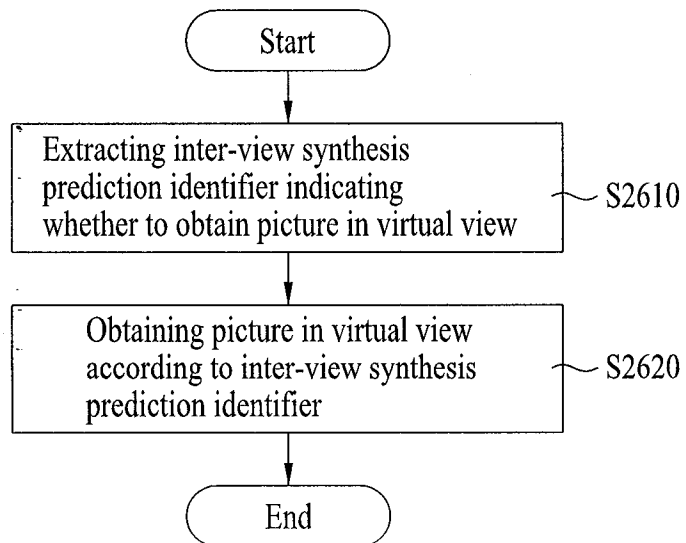 Start
Extracting inter-view synthesis
prediction identifier indicating
whether to obtain picture in virtual view
S2610
Obtaining picture in virtual view
according to inter-view synthesis
prediction identifier
S2620
End